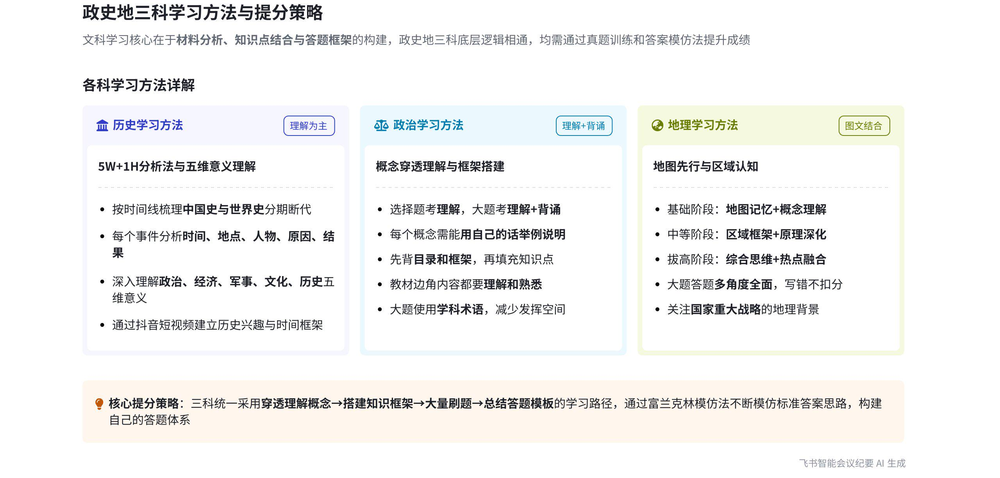 政史地三科学习方法与提分策略
文科学习核心在于材料分析、知识点结合与答题框架的构建，政史地三科底层逻辑相通，均需通过真题训练和答案模仿法提升成绩
各科学习方法详解
历史学习方法
理解为主
5W+1H分析法与五维意义理解
按时间线梳理中国史与世界史分期断代
每个事件分析时间、地点、人物、原因、结
果
深入理解政治、经济、军事、文化、历史五
维意义
通过抖音短视频建立历史兴趣与时间框架
政治学习方法
理解+背诵
概念穿透理解与框架搭建
选择题考理解，大题考理解+背诵
每个概念需能用自己的话举例说明
先背目录和框架，再填充知识点
教材边角内容都要理解和熟悉
大题使用学科术语，减少发挥空间
地理学习方法
图文结合
地图先行与区域认知
基础阶段：地图记忆+概念理解
中等阶段：区域框架+原理深化
拔高阶段：综合思维+热点融合
大题答题多角度全面，写错不扣分
关注国家重大战略的地理背景
核心提分策略：三科统一采用穿透理解概念→搭建知识框架→大量刷题→总结答题模板的学习路径，通过富兰克林模仿法不断模仿标准答案思路，构建
自己的答题体系
飞书智能会议纪要 AI 生成